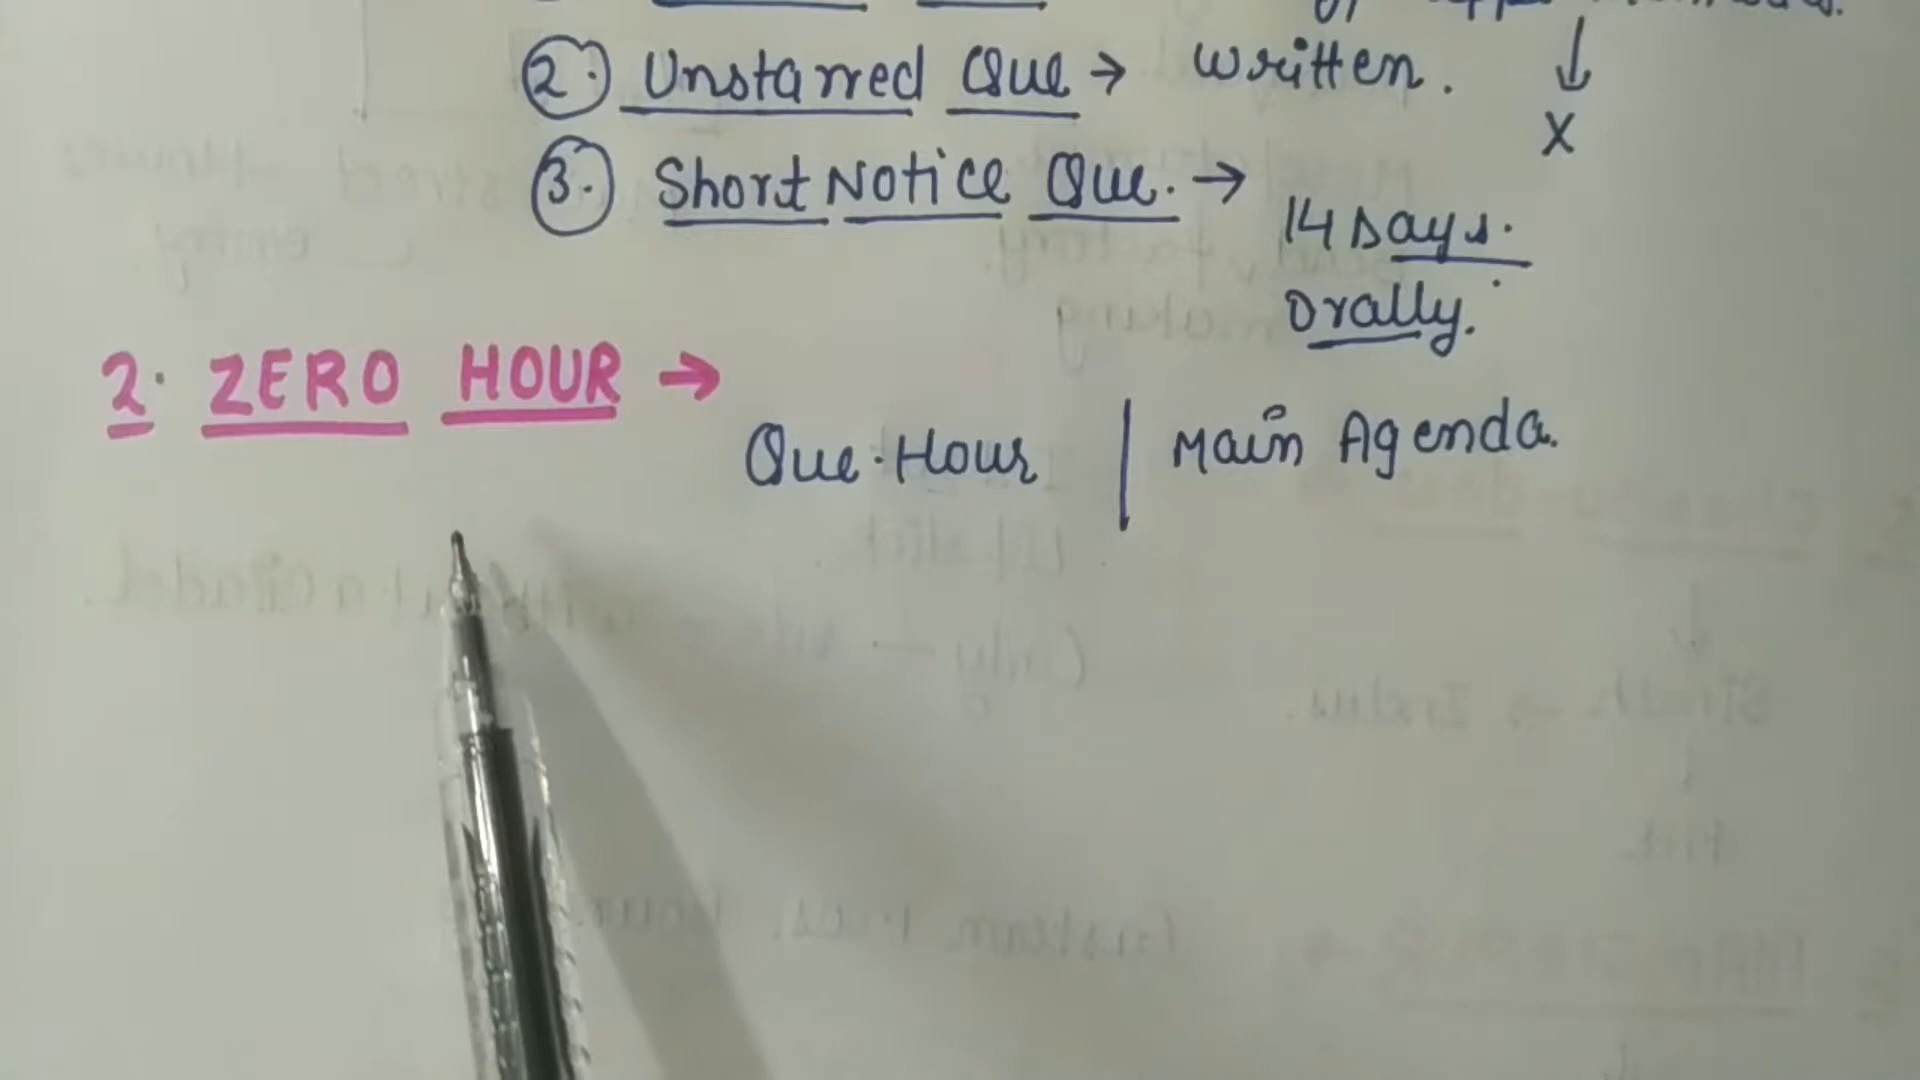 2. Unstarred Que → written. ↓
X
3. Short Notice Que. →
14 Days.
Orally.
2. ZERO HOUR →
Que. Hour | Main Agenda.